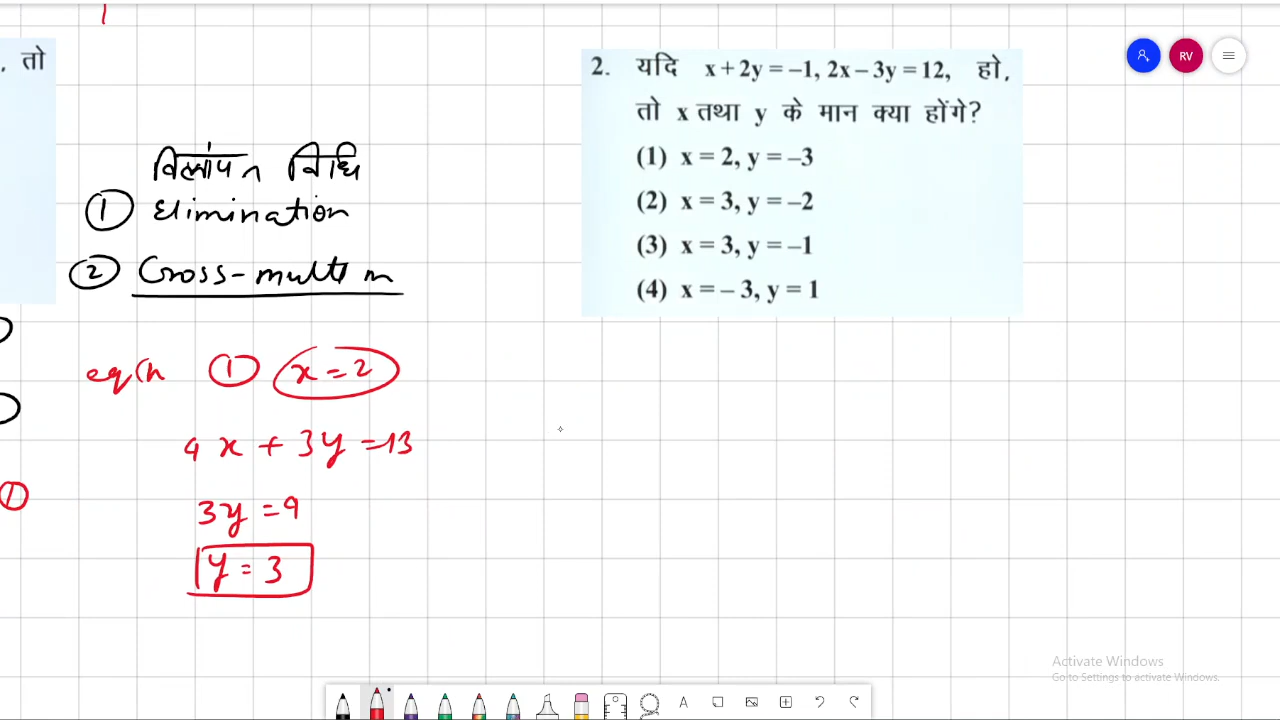 , तो
विलोपन विधि
① Elimination
② Cross-mult n
eqn ① x = 2
4x + 3y = 13
3y = 9
y = 3
①
2. यदि x + 2y = –1, 2x – 3y = 12, हो,
तो x तथा y के मान क्या होंगे?
(1) x = 2, y = –3
(2) x = 3, y = –2
(3) x = 3, y = –1
(4) x = – 3, y = 1
RV
Activate Windows
Go to Settings to activate Windows.